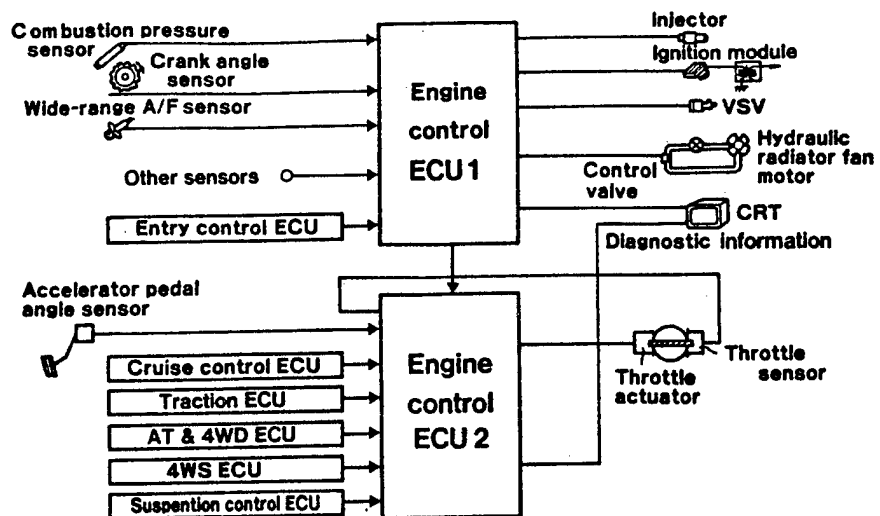 Combustion pressure
sensor
Crank angle
sensor
Wide-range A/F sensor
Other sensors
Entry control ECU
Engine
control
ECU1
Injector
Ignition module
VSV
Hydraulic
radiator fan
motor
Control
valve
CRT
Diagnostic information
Accelerator pedal
angle sensor
Cruise control ECU
Traction ECU
AT & 4WD ECU
4WS ECU
Suspention control ECU
Engine
control
ECU2
Throttle
actuator
Throttle
sensor